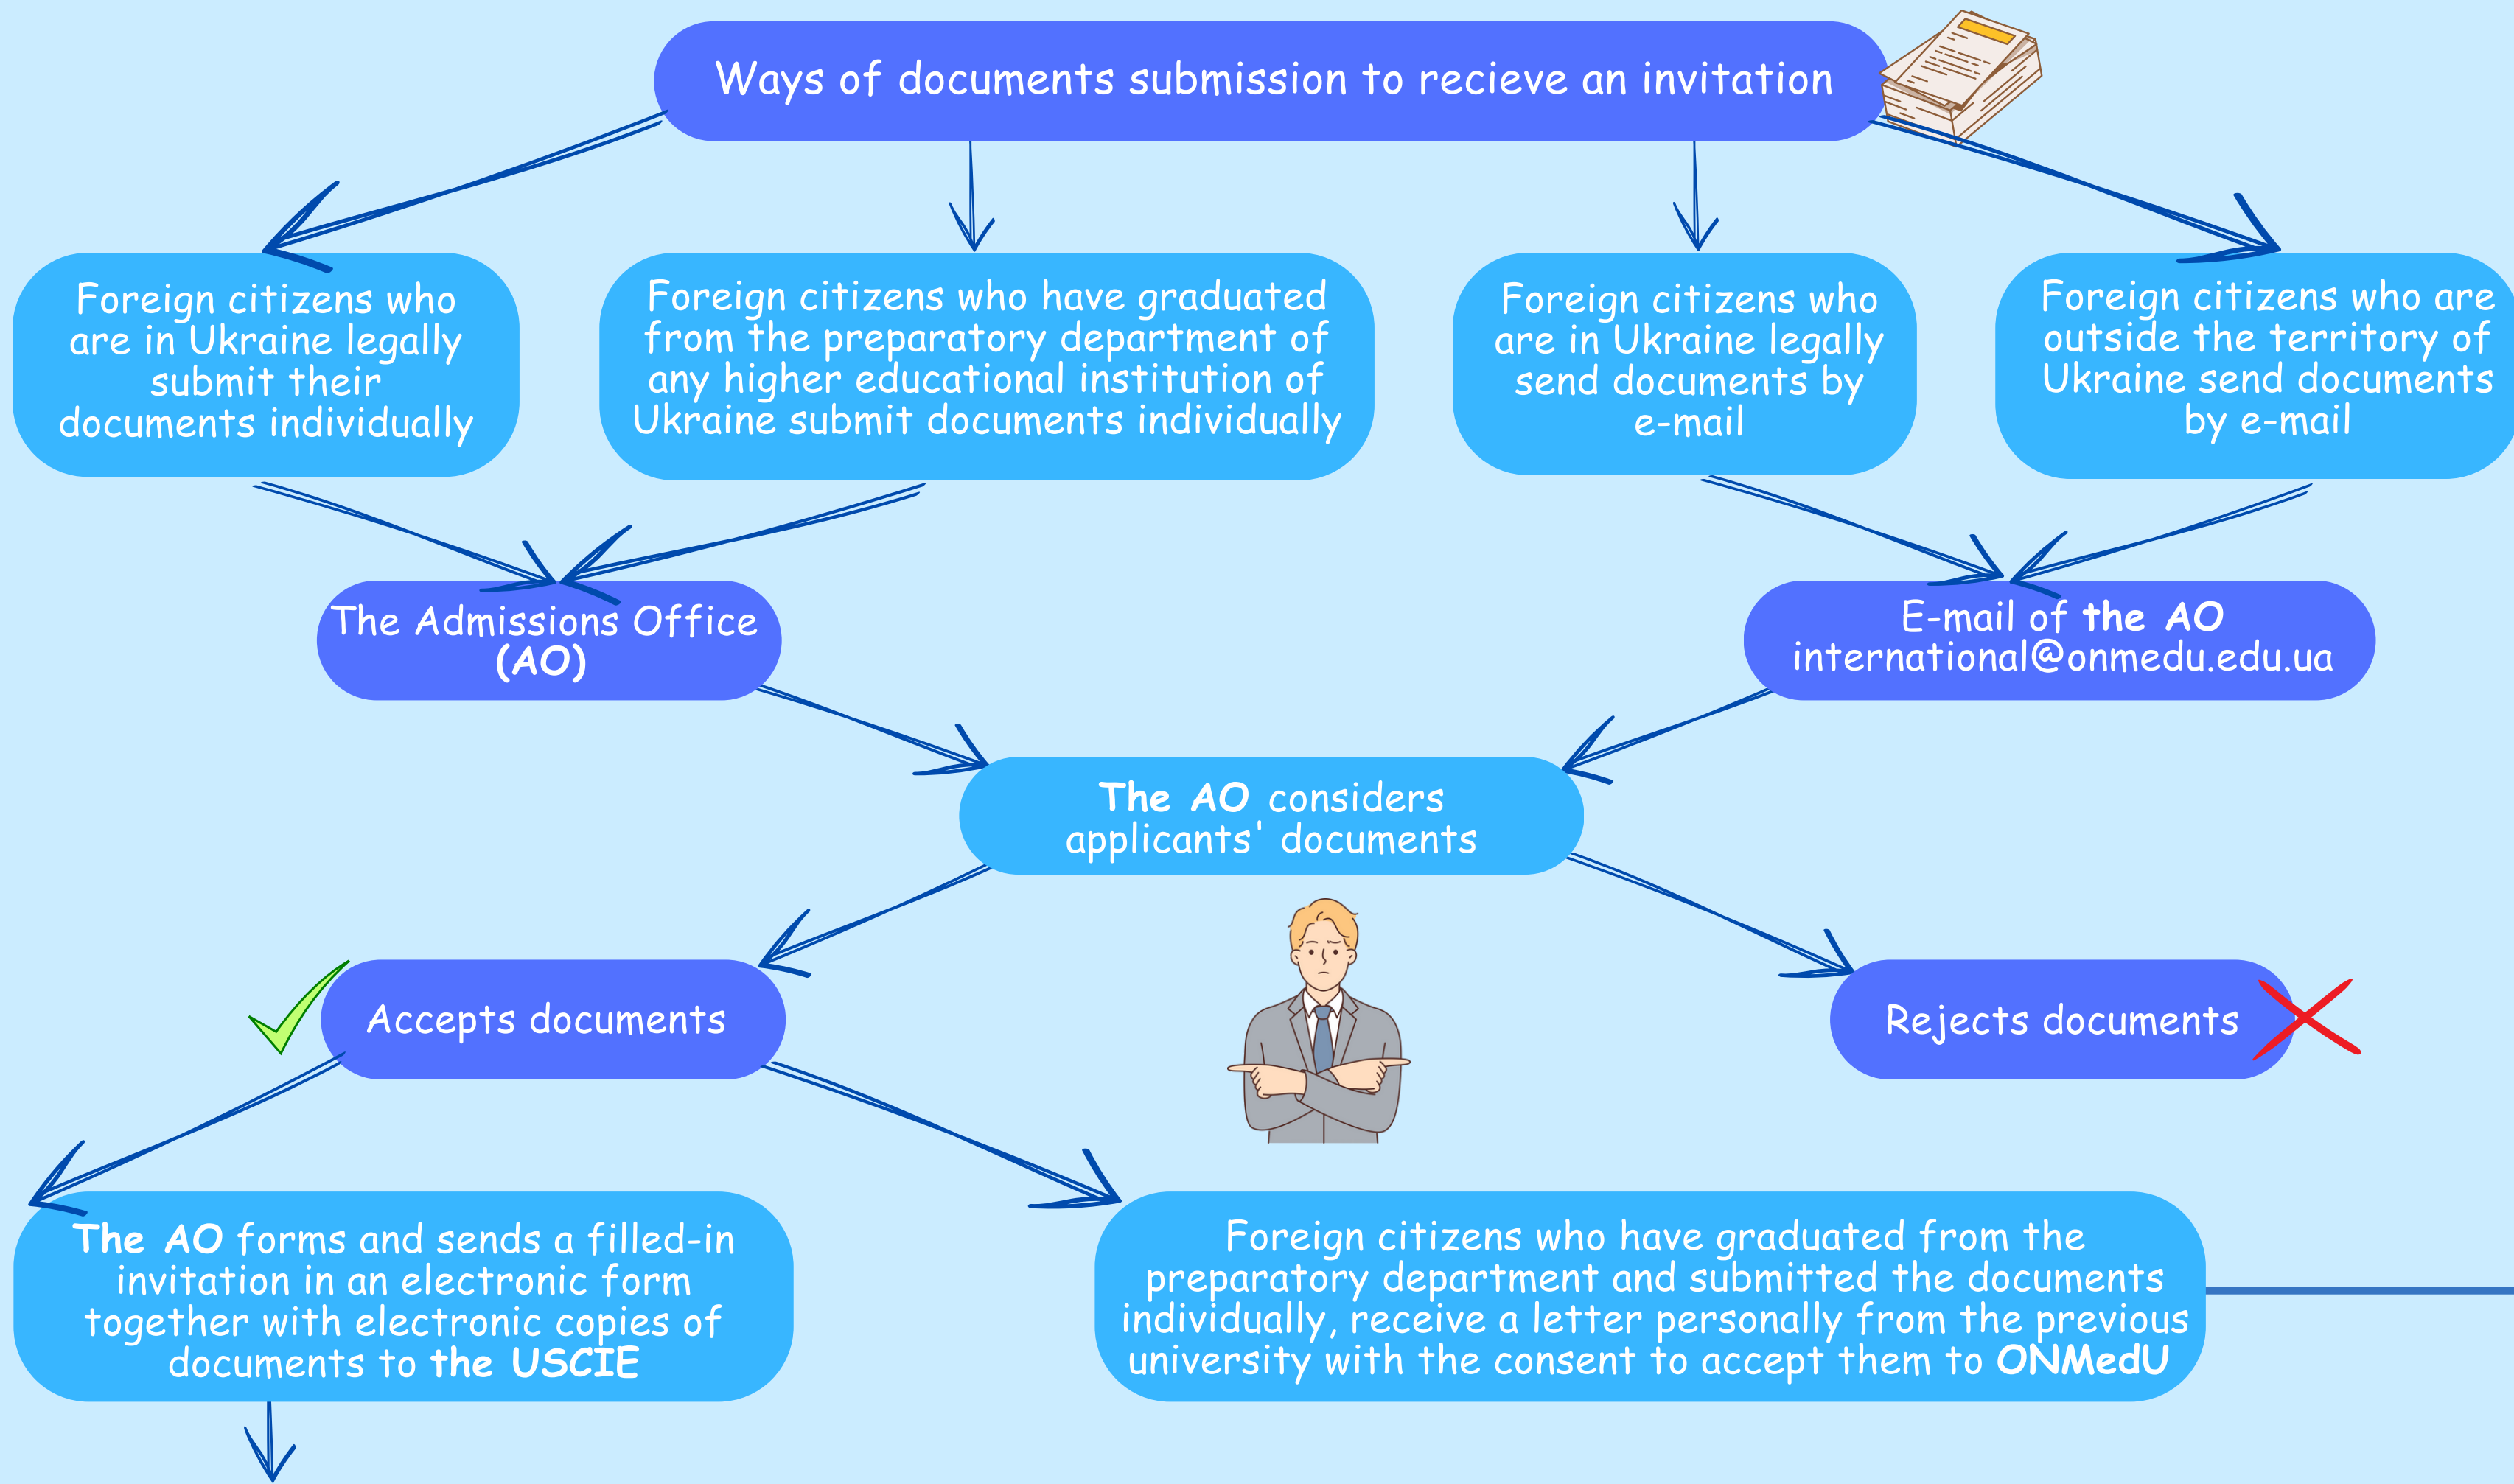 Ways of documents submission to recieve an invitation
Foreign citizens who
are in Ukraine legally
submit their
documents individually
Foreign citizens who have graduated
from the preparatory department of
any higher educational institution of
Ukraine submit documents individually
Foreign citizens who
are in Ukraine legally
send documents by
e-mail
Foreign citizens who are
outside the territory of
Ukraine send documents
by e-mail
The Admissions Office
(AO)
E-mail of the AO
international@onmedu.edu.ua
The AO considers
applicants' documents
Accepts documents
Rejects documents
The AO forms and sends a filled-in
invitation in an electronic form
together with electronic copies of
documents to the USCIE
Foreign citizens who have graduated from the
preparatory department and submitted the documents
individually, receive a letter personally from the previous
university with the consent to accept them to ONMedU